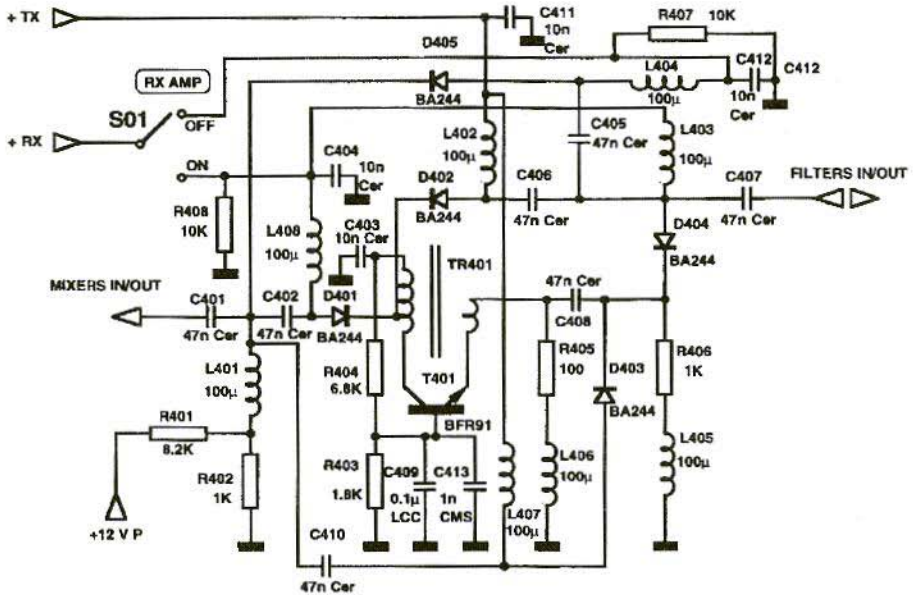 + TX
C411
10n
Cer
R407 10K
D405
BA244
L404
100µ
C412
10n
Cer
C412
RX AMP
S01
OFF
+ RX
ON
C404
10n
Cer
L402
100µ
C405
47n Cer
L403
100µ
D402
BA244
C406
47n Cer
C407
47n Cer
FILTERS IN/OUT
R408
10K
L408
100µ
C403
10n Cer
TR401
D404
BA244
MIXERS IN/OUT
C401
47n Cer
C402
47n Cer
D401
BA244
47n Cer
C408
L401
100µ
R404
6.8K
T401
BFR91
R405
100
D403
BA244
R406
1K
R401
8.2K
R402
1K
R403
1.8K
C409
0.1µ
LCC
C413
1n
CMS
L406
100µ
L405
100µ
L407
100µ
+12 V P
C410
47n Cer